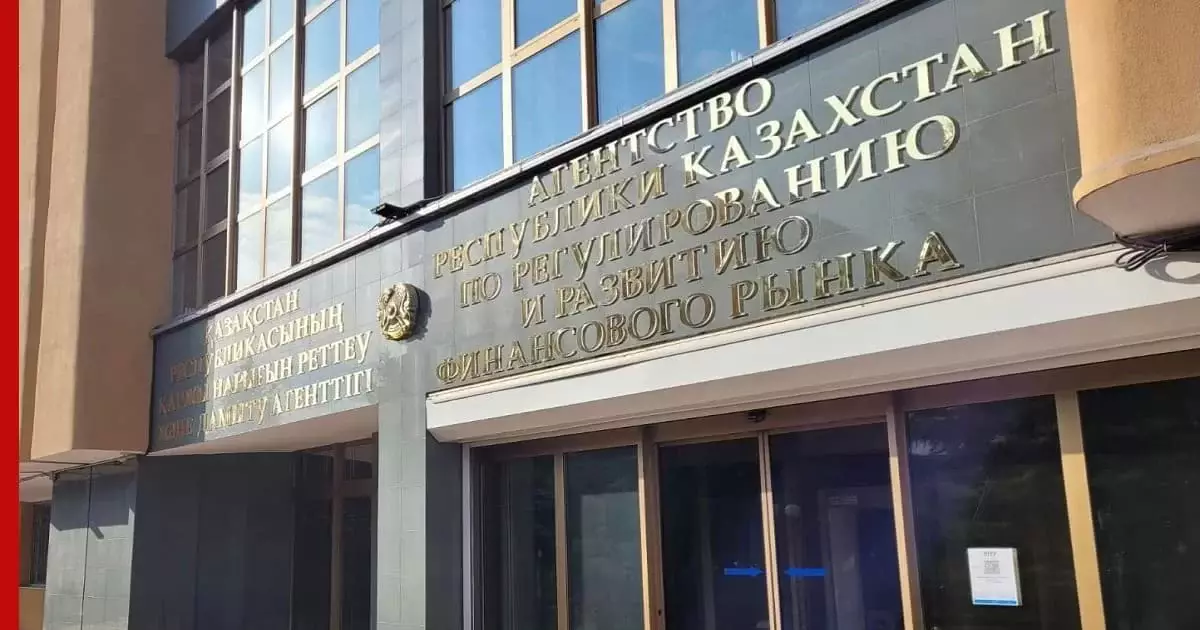 ҚАЗАҚСТАН
РЕСПУБЛИКАСЫНЫҢ
ҚАРЖЫ НАРЫҒЫН РЕТТЕУ
ЖӘНЕ ДАМЫТУ АГЕНТТІГІ
АГЕНТСТВО
РЕСПУБЛИКИ КАЗАХСТАН
ПО РЕГУЛИРОВАНИЮ
И РАЗВИТИЮ
ФИНАНСОВОГО РЫНКА